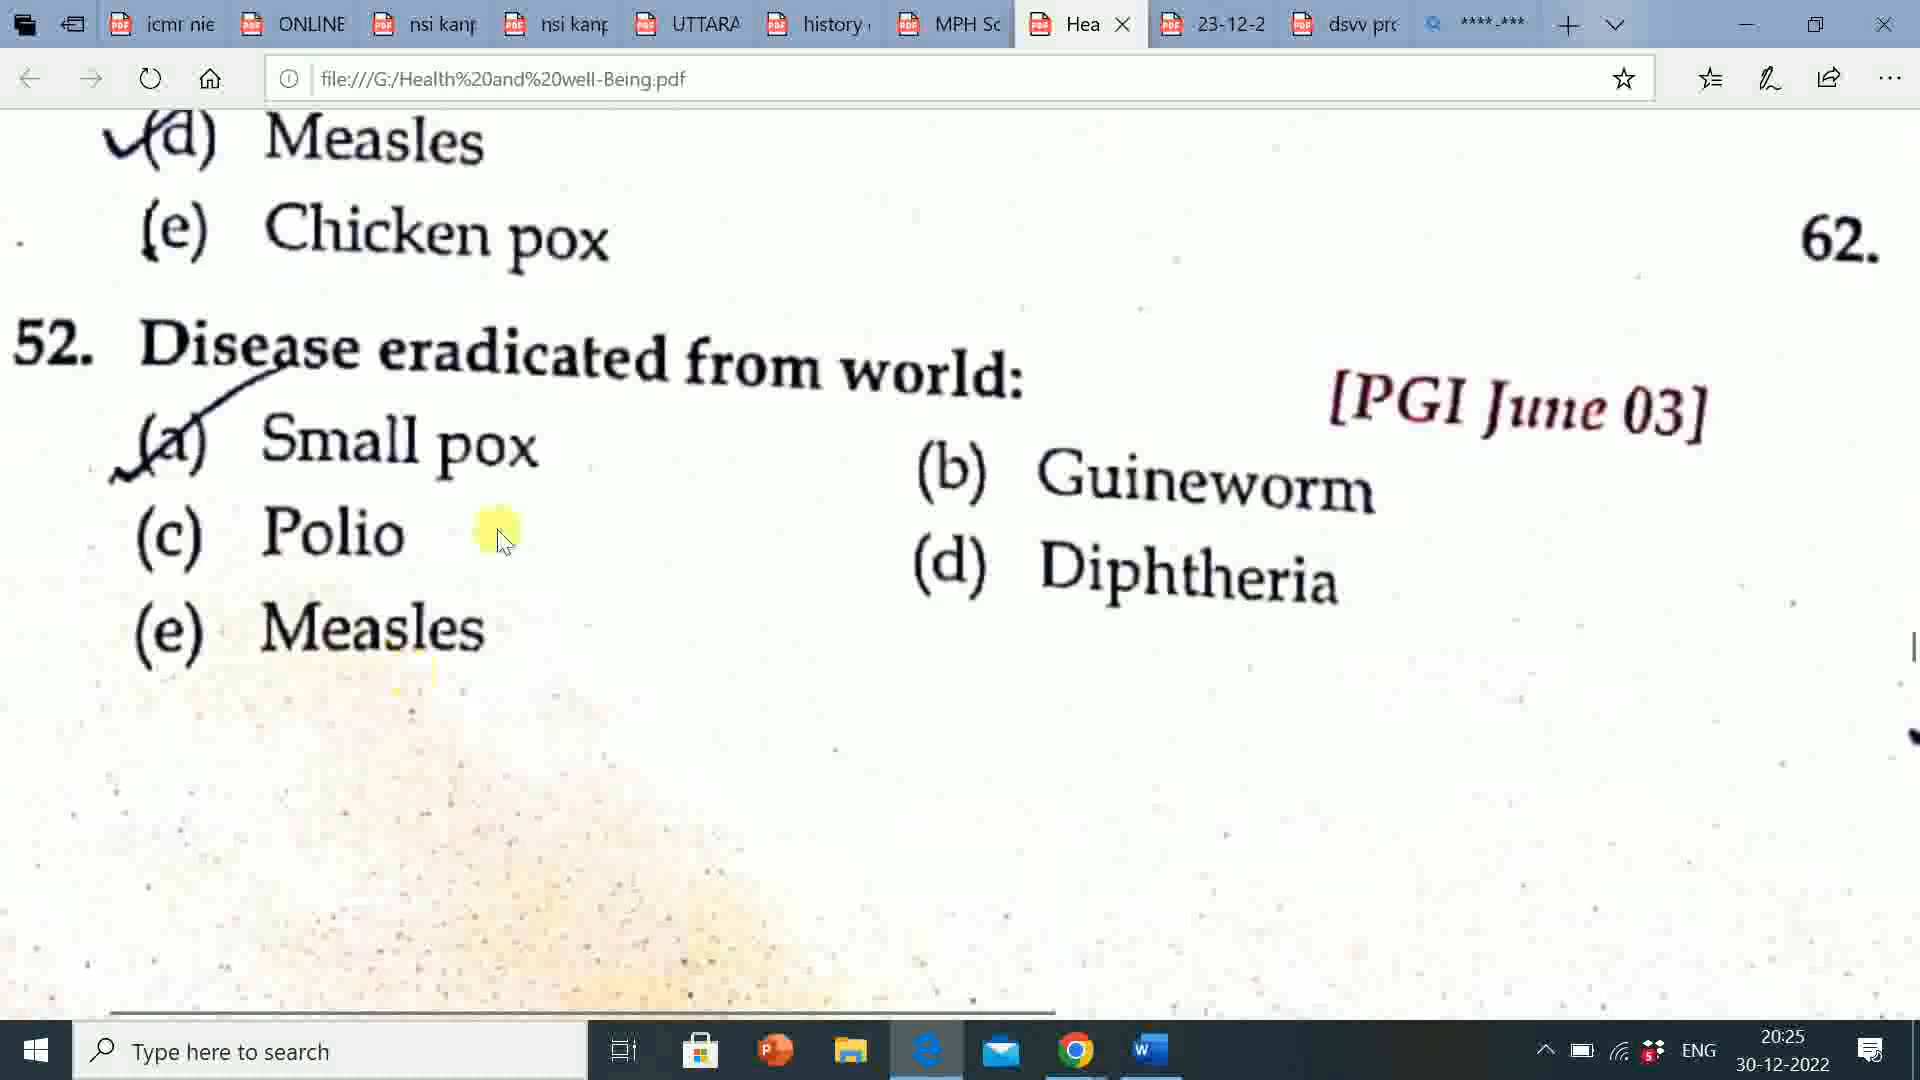 icmr nie
ONLINE
nsi kanp
nsi kanp
UTTARA
history
MPH Sc
Hea
23-12-2
dsvv pro
****-***
file:///G:/Health%20and%20well-Being.pdf
(d) Measles
(e) Chicken pox
62.
52. Disease eradicated from world:
[PGI June 03]
(a) Small pox
(b) Guineworm
(c) Polio
(d) Diphtheria
(e) Measles
Type here to search
ENG
20:25
30-12-2022